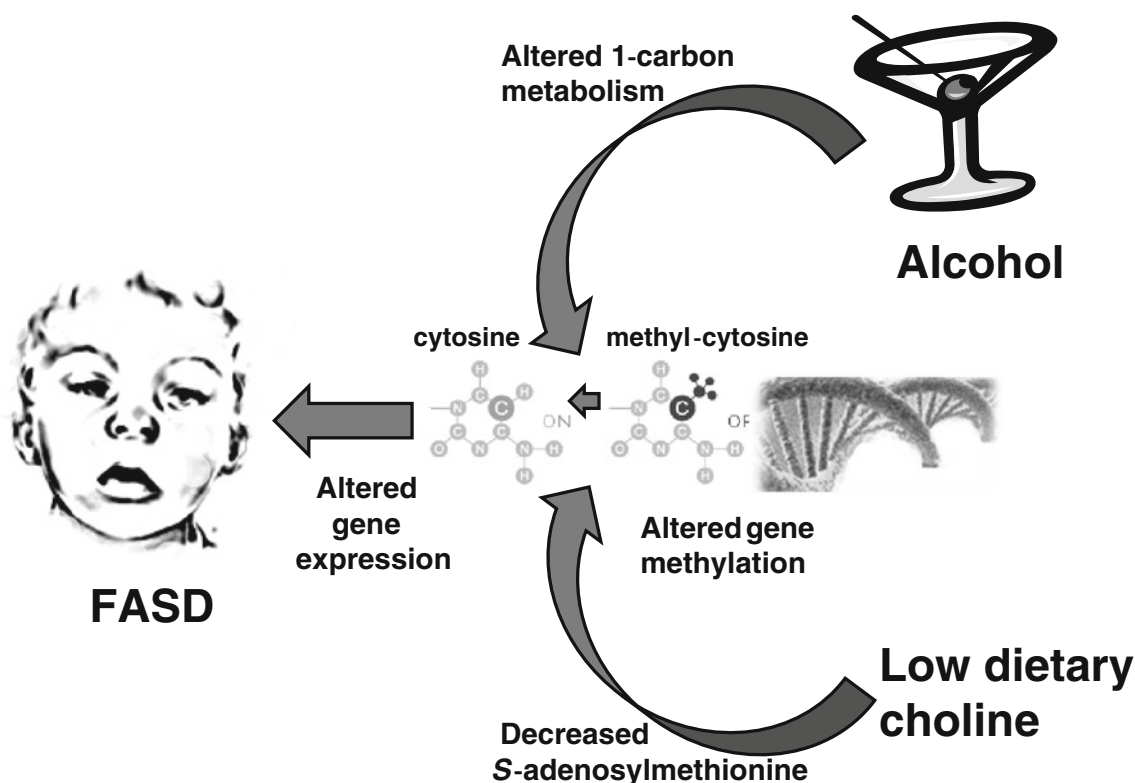 Altered 1-carbon
metabolism
Alcohol
cytosine
methyl-cytosine
H
C
H
N
C
ON
C
C
O
N
N
H
H
H
C
N
C
C
C
O
N
N
H
H
Altered
gene
expression
Altered gene
methylation
FASD
Low dietary
choline
Decreased
S-adenosylmethionine